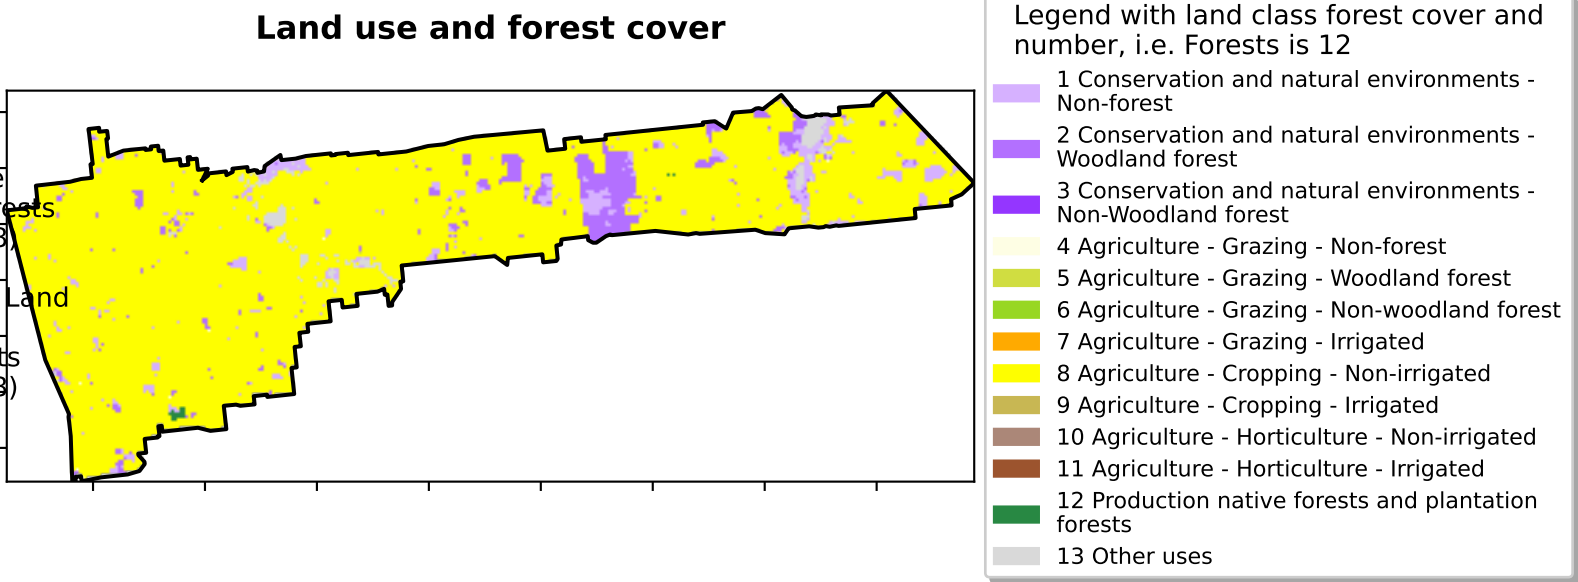 Land use and forest cover
ests
3)
Land
ts
3)
Legend with land class forest cover and
number, i.e. Forests is 12
1 Conservation and natural environments -
Non-forest
2 Conservation and natural environments -
Woodland forest
3 Conservation and natural environments -
Non-Woodland forest
4 Agriculture - Grazing - Non-forest
5 Agriculture - Grazing - Woodland forest
6 Agriculture - Grazing - Non-woodland forest
7 Agriculture - Grazing - Irrigated
8 Agriculture - Cropping - Non-irrigated
9 Agriculture - Cropping - Irrigated
10 Agriculture - Horticulture - Non-irrigated
11 Agriculture - Horticulture - Irrigated
12 Production native forests and plantation
forests
13 Other uses